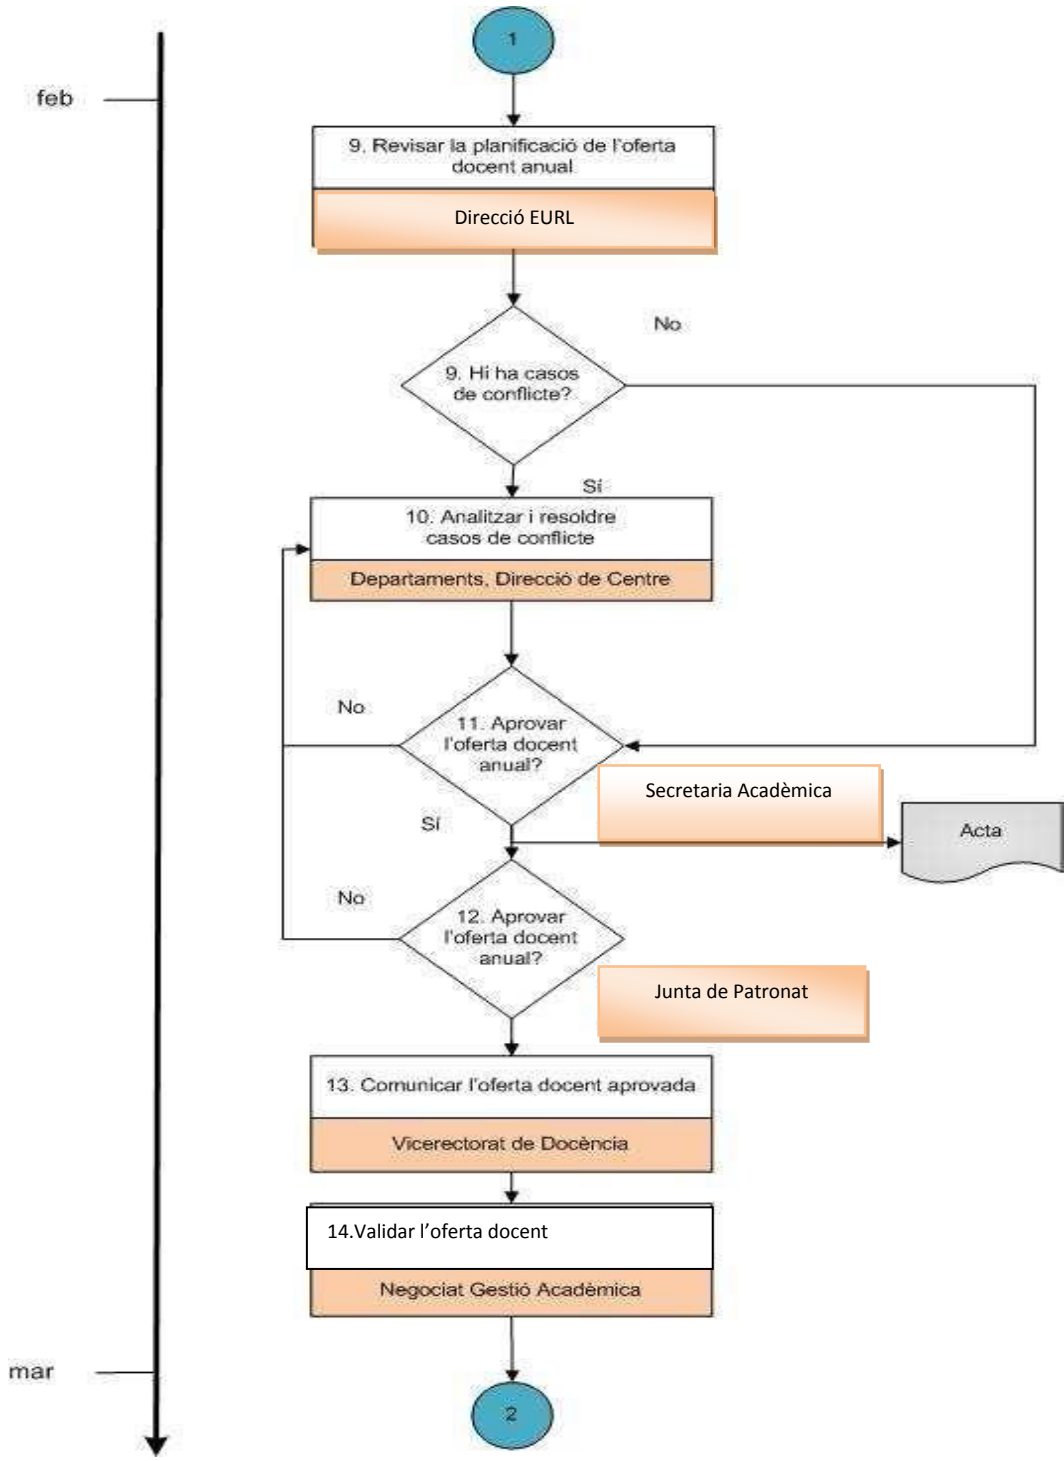 1
feb
9. Revisar la planificació de l'oferta
docent anual
Direcció EURL
No
9. Hi ha casos
de conflicte?
Sí
10. Analitzar i resoldre
casos de conflicte
Departaments, Direcció de Centre
No
11. Aprovar
l'oferta docent
anual?
Secretaria Acadèmica
Sí
Acta
No
12. Aprovar
l'oferta docent
anual?
Junta de Patronat
13. Comunicar l'oferta docent aprovada
Vicerectorat de Docència
14.Validar l'oferta docent
Negociat Gestió Acadèmica
mar
2